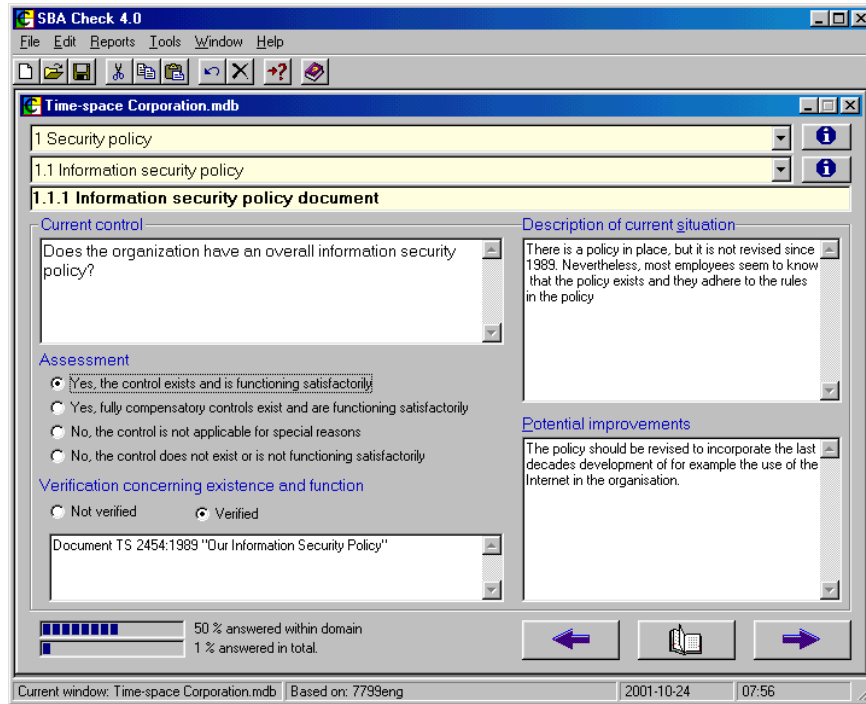 SBA Check 4.0
File Edit Reports Tools Window Help
Time-space Corporation.mdb
1 Security policy
1.1 Information security policy
1.1.1 Information security policy document
Current control
Does the organization have an overall information security
policy?
Assessment
Yes, the control exists and is functioning satisfactorily
Yes, fully compensatory controls exist and are functioning satisfactorily
No, the control is not applicable for special reasons
No, the control does not exist or is not functioning satisfactorily
Verification concerning existence and function
Not verified Verified
Document TS 2454:1989 "Our Information Security Policy"
Description of current situation
There is a policy in place, but it is not revised since
1989. Nevertheless, most employees seem to know
that the policy exists and they adhere to the rules
in the policy
Potential improvements
The policy should be revised to incorporate the last
decades development of for example the use of the
Internet in the organisation.
50 % answered within domain
1 % answered in total.
Current window: Time-space Corporation.mdb Based on: 7799eng 2001-10-24 07:56